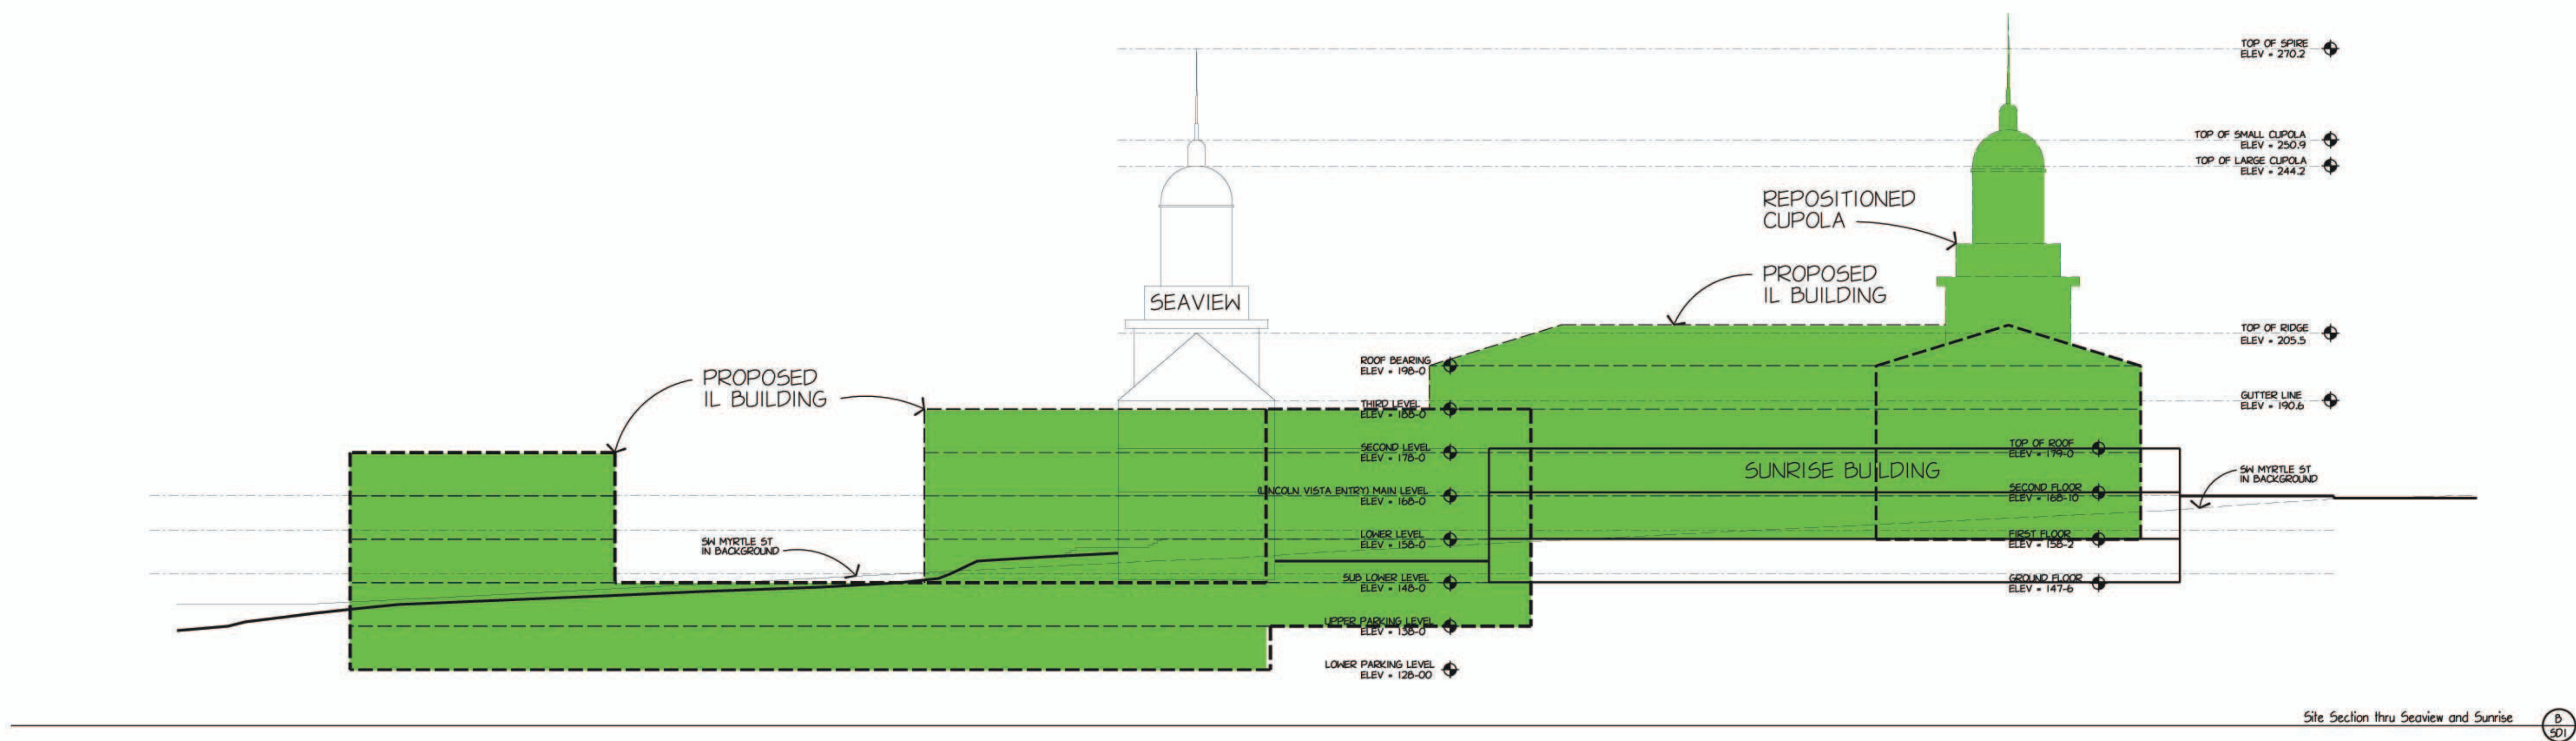 TOP OF SPIRE
ELEV = 270.2
TOP OF SMALL CUPOLA
ELEV = 250.9
TOP OF LARGE CUPOLA
ELEV = 244.2
REPOSITIONED
CUPOLA
PROPOSED
IL BUILDING
SEAVIEW
TOP OF RIDGE
ELEV = 205.5
ROOF BEARING
ELEV = 198-0
PROPOSED
IL BUILDING
THIRD LEVEL
ELEV = 188-0
GUTTER LINE
ELEV = 190.6
SECOND LEVEL
ELEV = 178-0
TOP OF ROOF
ELEV = 179-0
SUNRISE BUILDING
SW MYRTLE ST
IN BACKGROUND
(LINCOLN VISTA ENTRY) MAIN LEVEL
ELEV = 168-0
SECOND FLOOR
ELEV = 168-10
SW MYRTLE ST
IN BACKGROUND
LOWER LEVEL
ELEV = 158-0
FIRST FLOOR
ELEV = 158-2
SUB LOWER LEVEL
ELEV = 148-0
GROUND FLOOR
ELEV = 147-6
UPPER PARKING LEVEL
ELEV = 138-0
LOWER PARKING LEVEL
ELEV = 128-00
Site Section thru Seaview and Sunrise
B
SD1